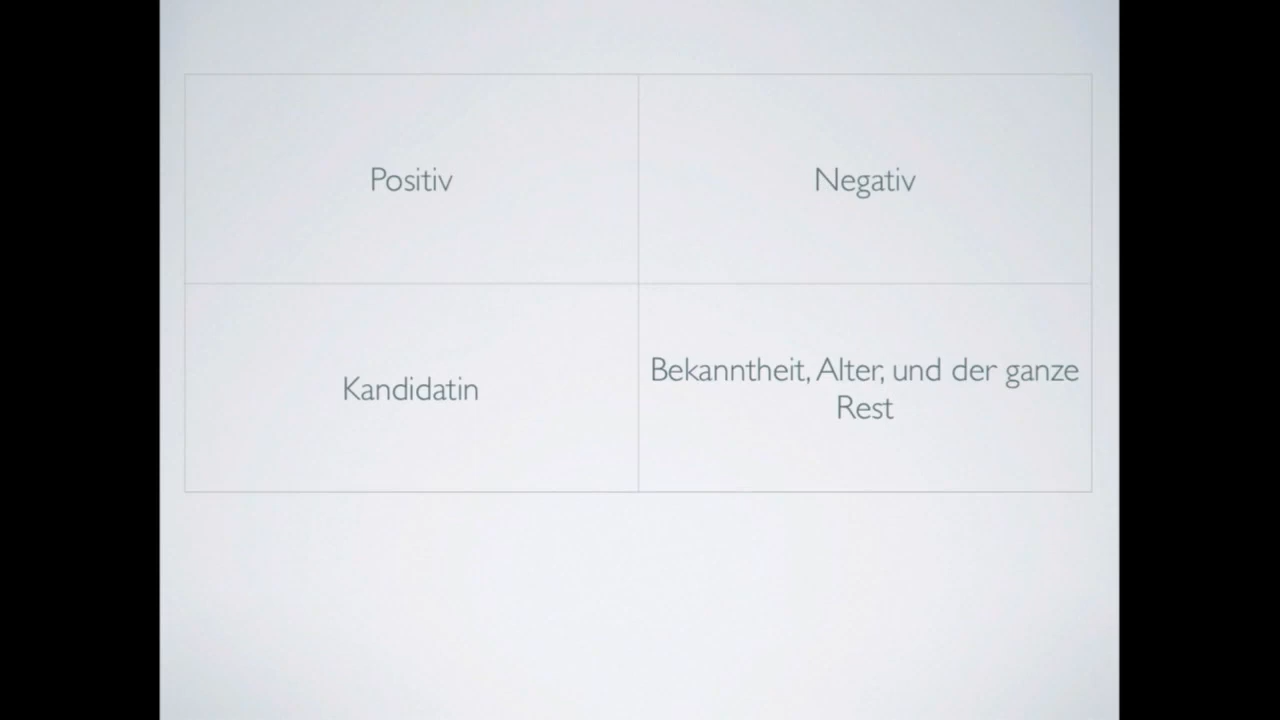 Positiv
Negativ
Kandidatin
Bekanntheit, Alter, und der ganze
Rest